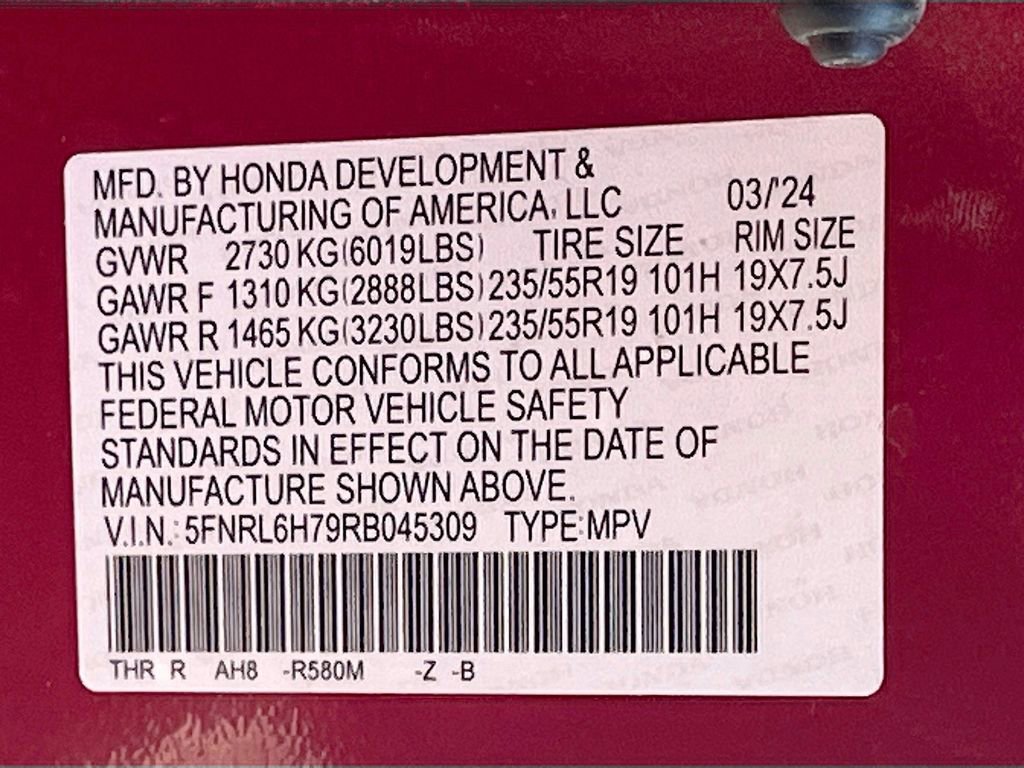 MFD. BY HONDA DEVELOPMENT &
MANUFACTURING OF AMERICA, LLC 03/'24
GVWR 2730 KG(6019LBS) TIRE SIZE RIM SIZE
GAWR F 1310 KG(2888LBS) 235/55R19 101H 19X7.5J
GAWR R 1465 KG(3230LBS) 235/55R19 101H 19X7.5J
THIS VEHICLE CONFORMS TO ALL APPLICABLE
FEDERAL MOTOR VEHICLE SAFETY
STANDARDS IN EFFECT ON THE DATE OF
MANUFACTURE SHOWN ABOVE.
V.I.N.: 5FNRL6H79RB045309 TYPE:MPV
THR R AH8 -R580M -Z -B